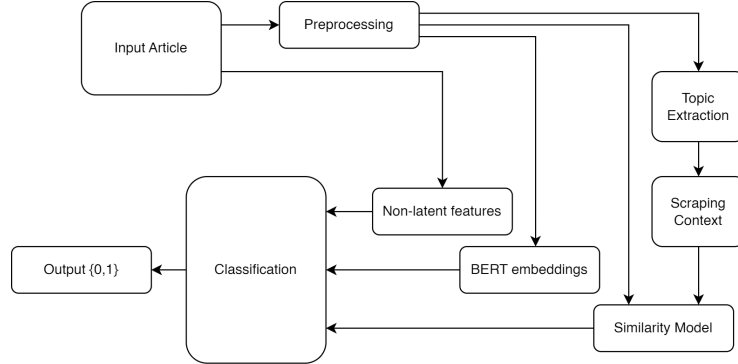 Input Article
Preprocessing
Topic
Extraction
Scraping
Context
Non-latent features
Output {0,1}
Classification
BERT embeddings
Similarity Model